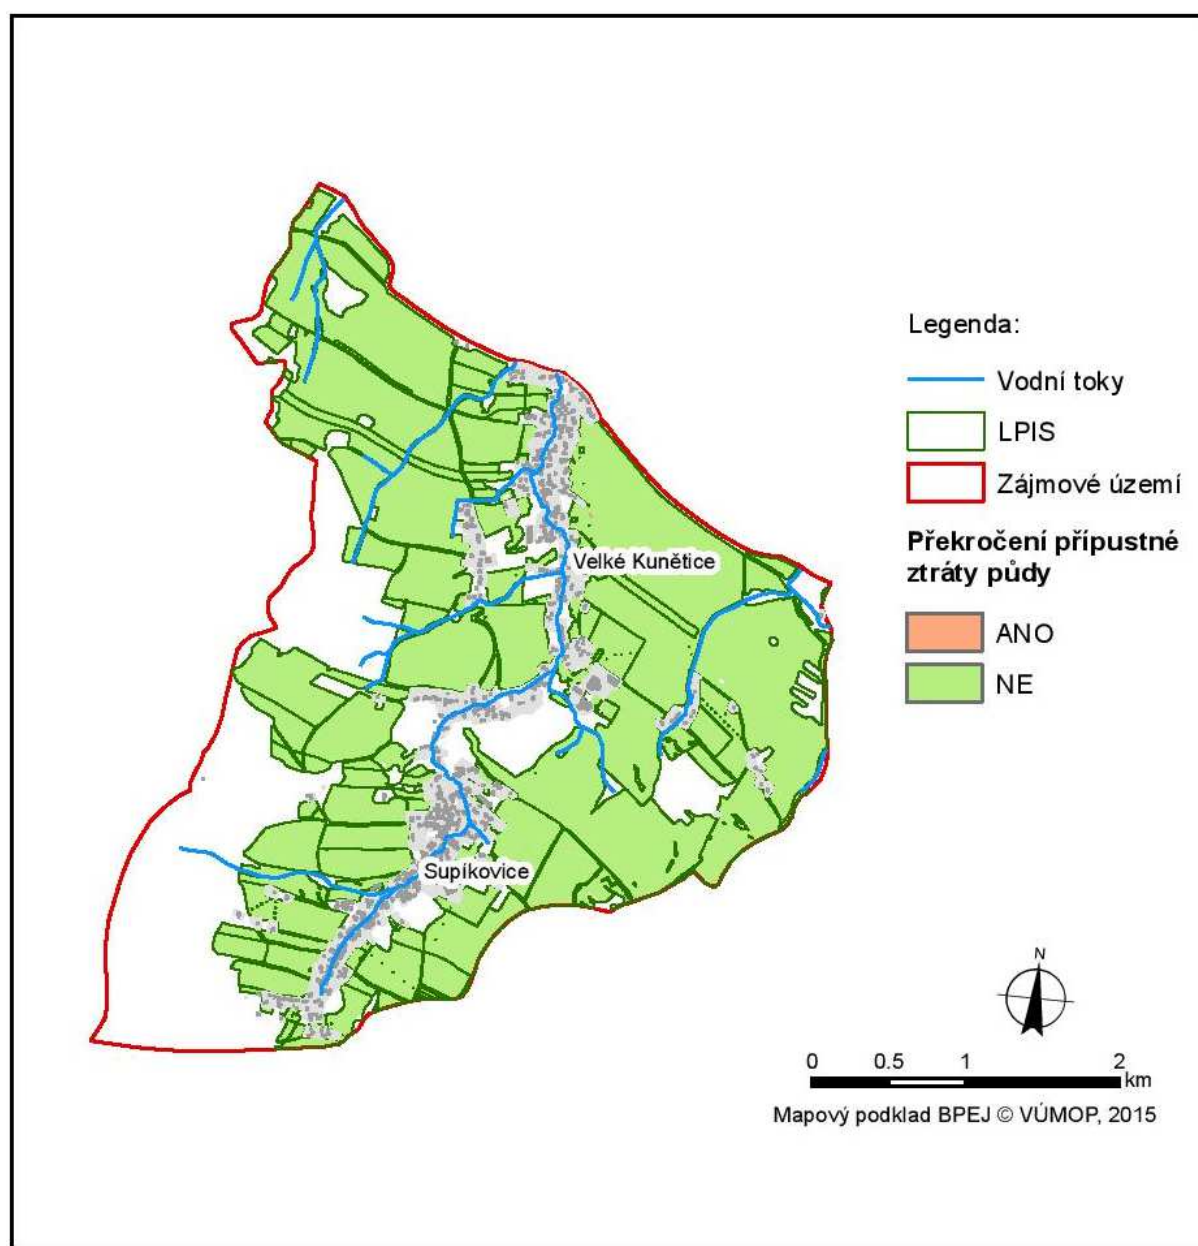 Legenda:
Vodní toky
LPIS
Zájmové území
Překročení přípustné
ztráty půdy
ANO
NE
Velké Kunětice
Supíkovice
N
0 0.5 1 2
km
Mapový podklad BPEJ © VÚMOP, 2015